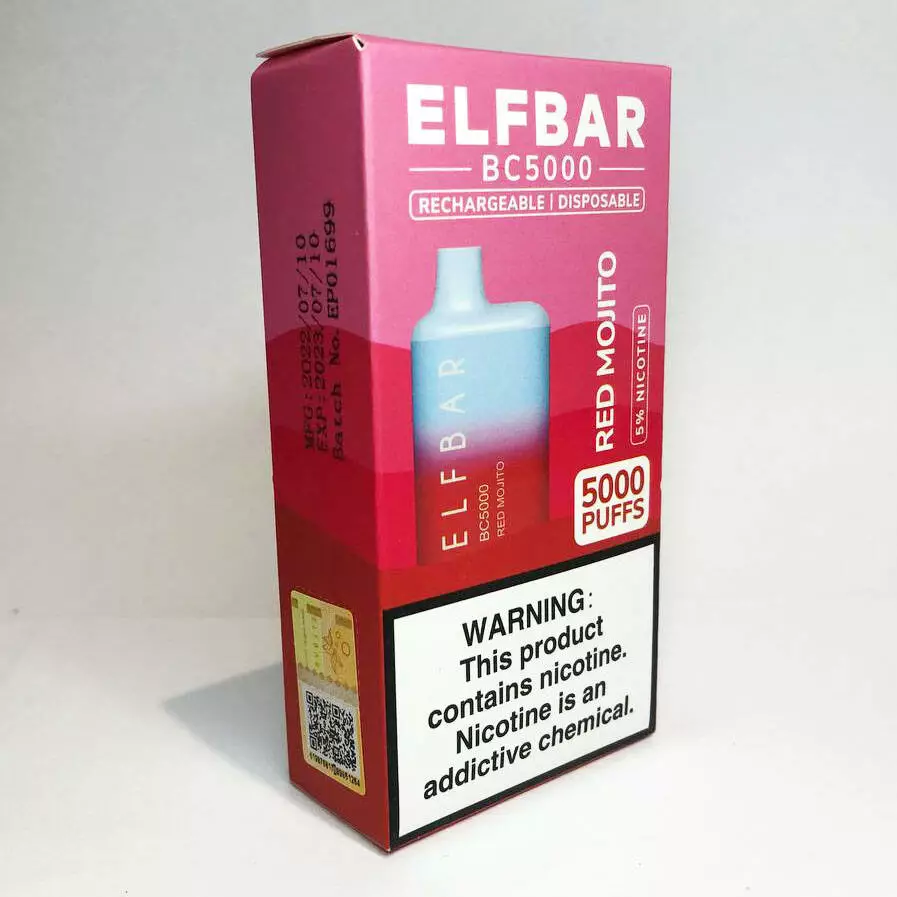 ELFBAR
BC5000
RECHARGEABLE | DISPOSABLE
RED MOJITO
5% NICOTINE
5000
PUFFS
ELFBAR
BC5000
RED MOJITO
WARNING:
This product
contains nicotine.
Nicotine is an
addictive chemical.
MFG:2022/07/10
EXP:2023/07/10
Batch No. EP01699